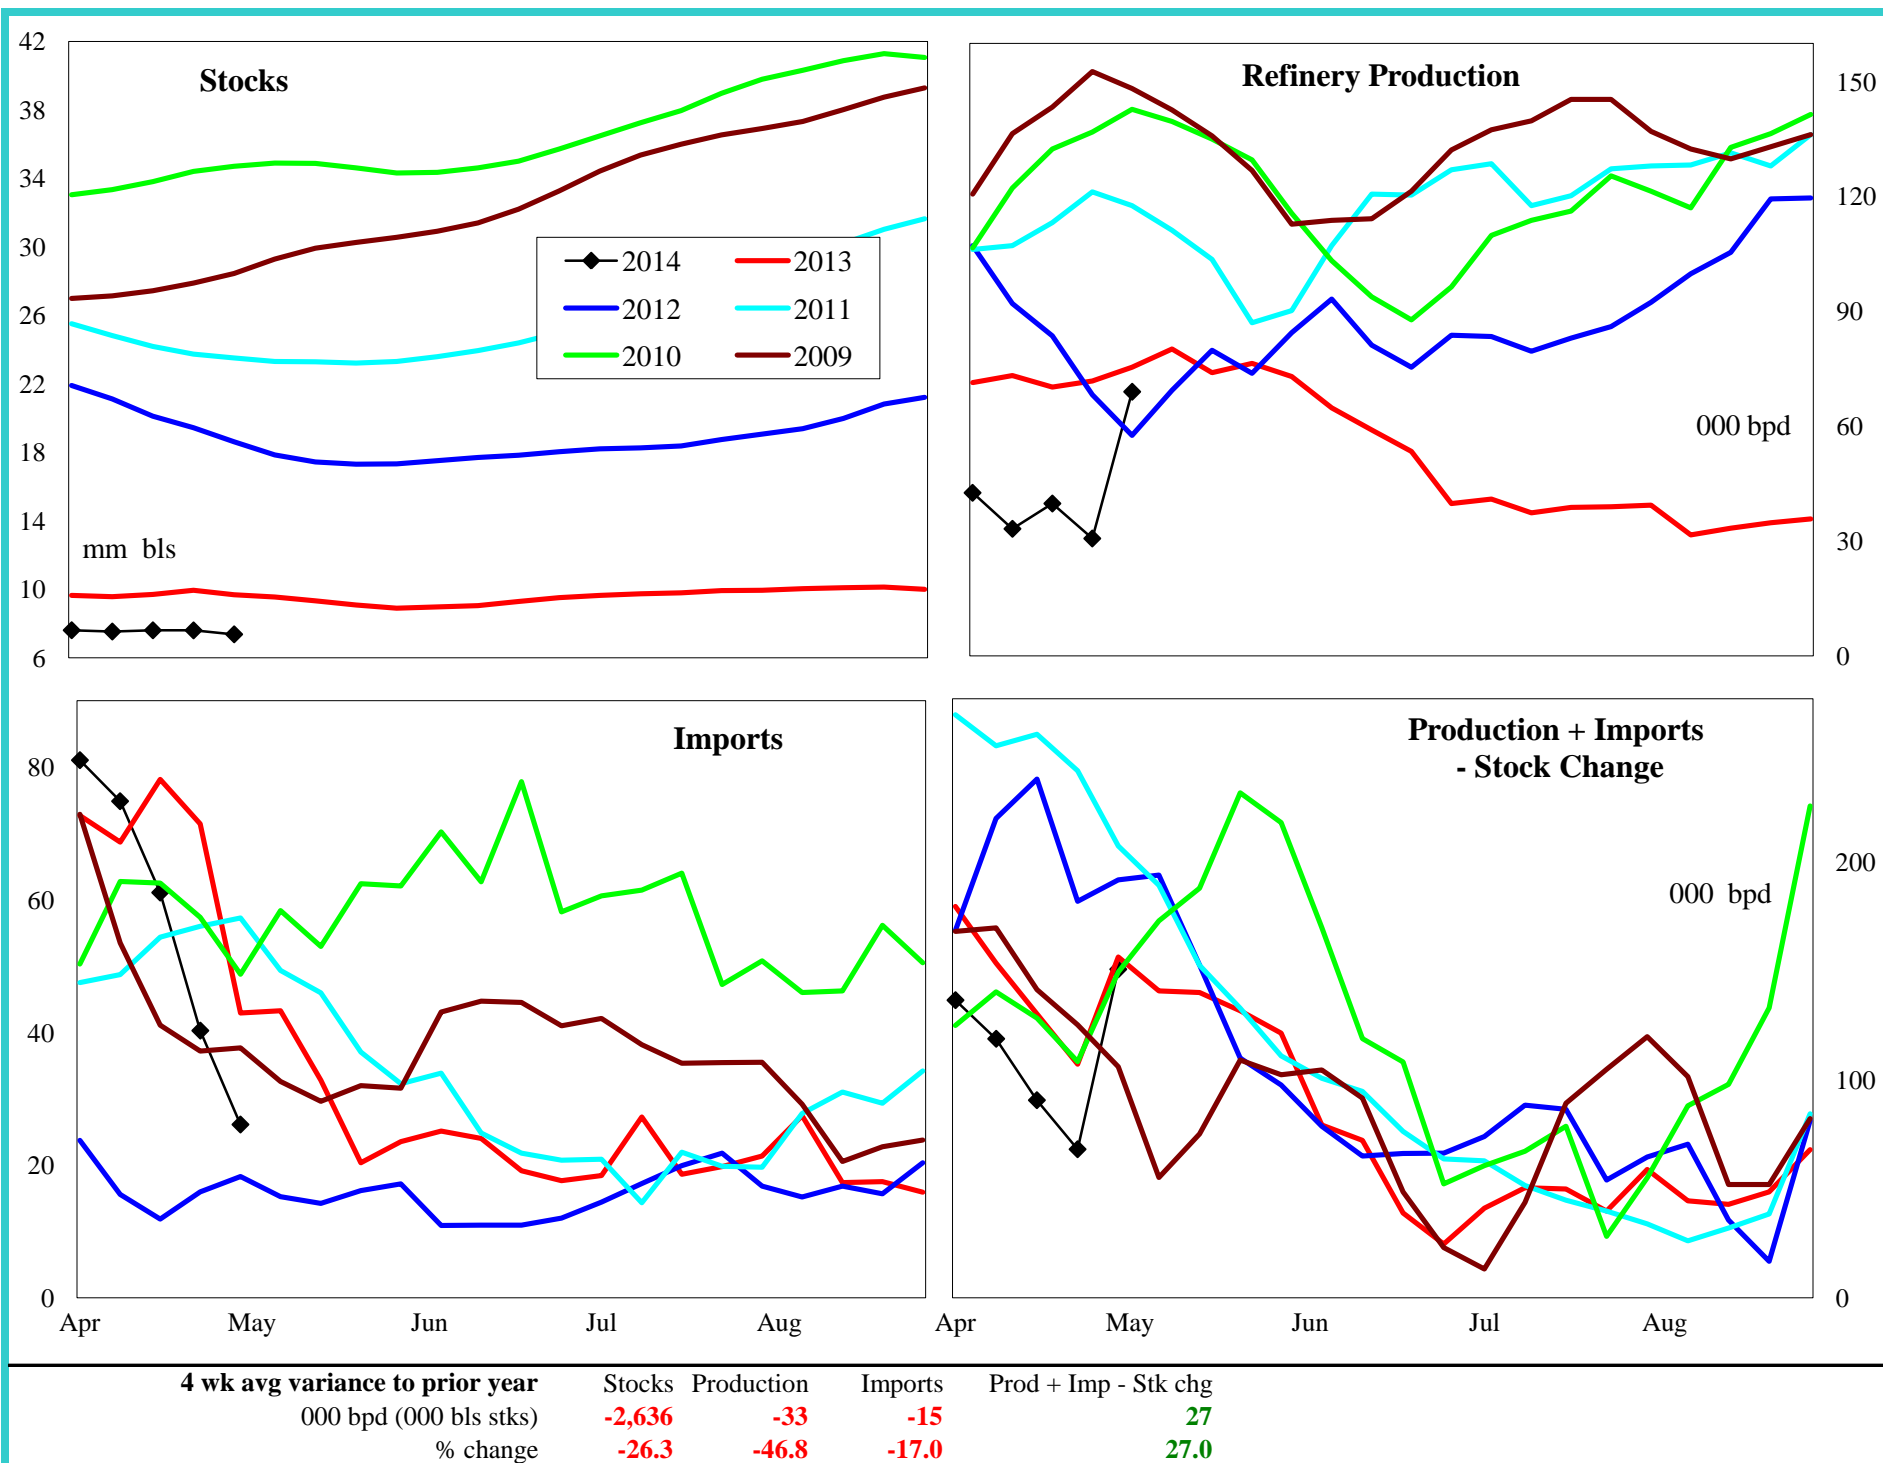 42
38
34
30
26
22
18
14
10
6
Stocks
2014 2013
2012 2011
2010 2009
mm bls
Refinery Production
000 bpd
150
120
90
60
30
0
Imports
80
60
40
20
0
Apr May Jun Jul Aug
Production + Imports
- Stock Change
000 bpd
200
100
0
Apr May Jun Jul Aug
4 wk avg variance to prior year Stocks Production Imports Prod + Imp - Stk chg
000 bpd (000 bls stks) -2,636 -33 -15 27
% change -26.3 -46.8 -17.0 27.0